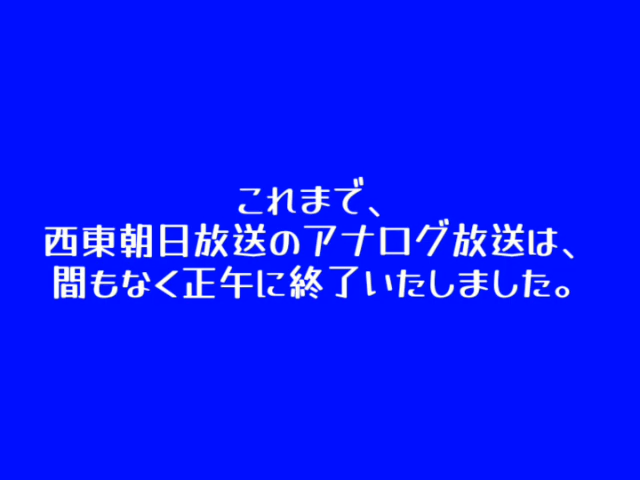 これまで、
西東朝日放送のアナログ放送は、
間もなく正午に終了いたしました。